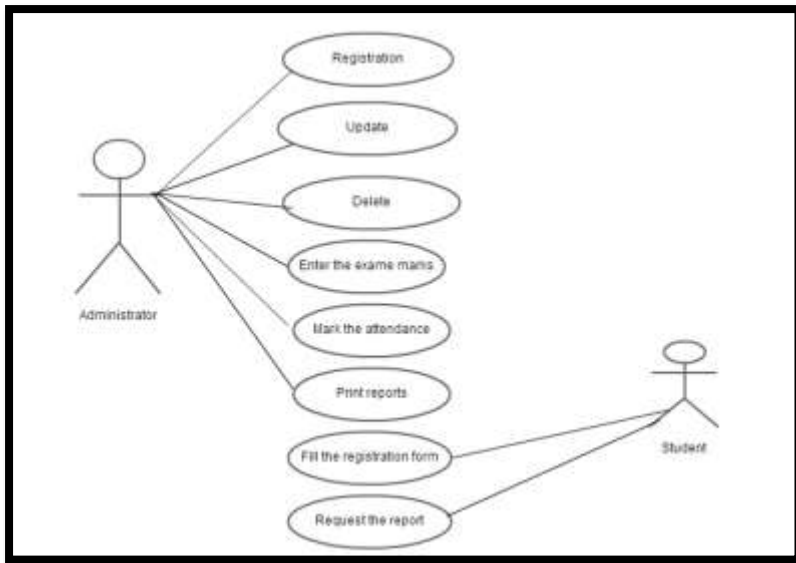 Registration
Update
Delete
Enter the exame marns
Administrator
Mark the attendance
Print reports
Fill the registration form
Student
Request the report